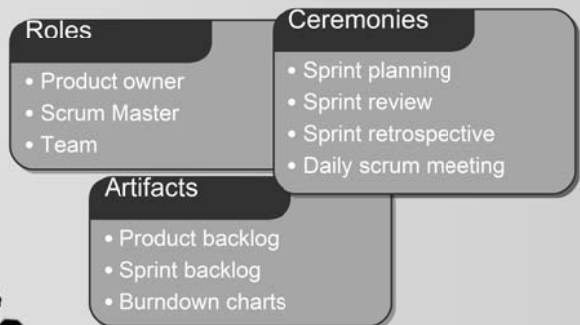 Roles
• Product owner
• Scrum Master
• Team
Ceremonies
• Sprint planning
• Sprint review
• Sprint retrospective
• Daily scrum meeting
Artifacts
• Product backlog
• Sprint backlog
• Burndown charts